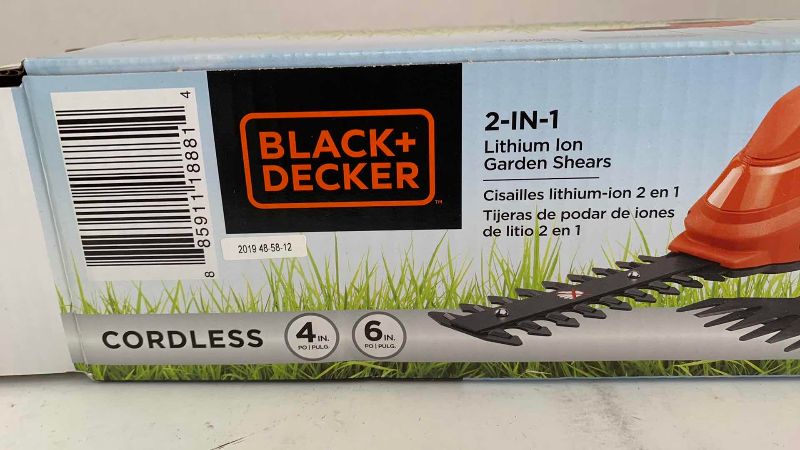 8 85911 18881 4
BLACK+
DECKER™
2019 48-58-12
2-IN-1
Lithium Ion
Garden Shears
Cisailles lithium-ion 2 en 1
Tijeras de podar de iones
de litio 2 en 1
CORDLESS
4 IN.
PO | PULG.
6 IN.
PO | PULG.